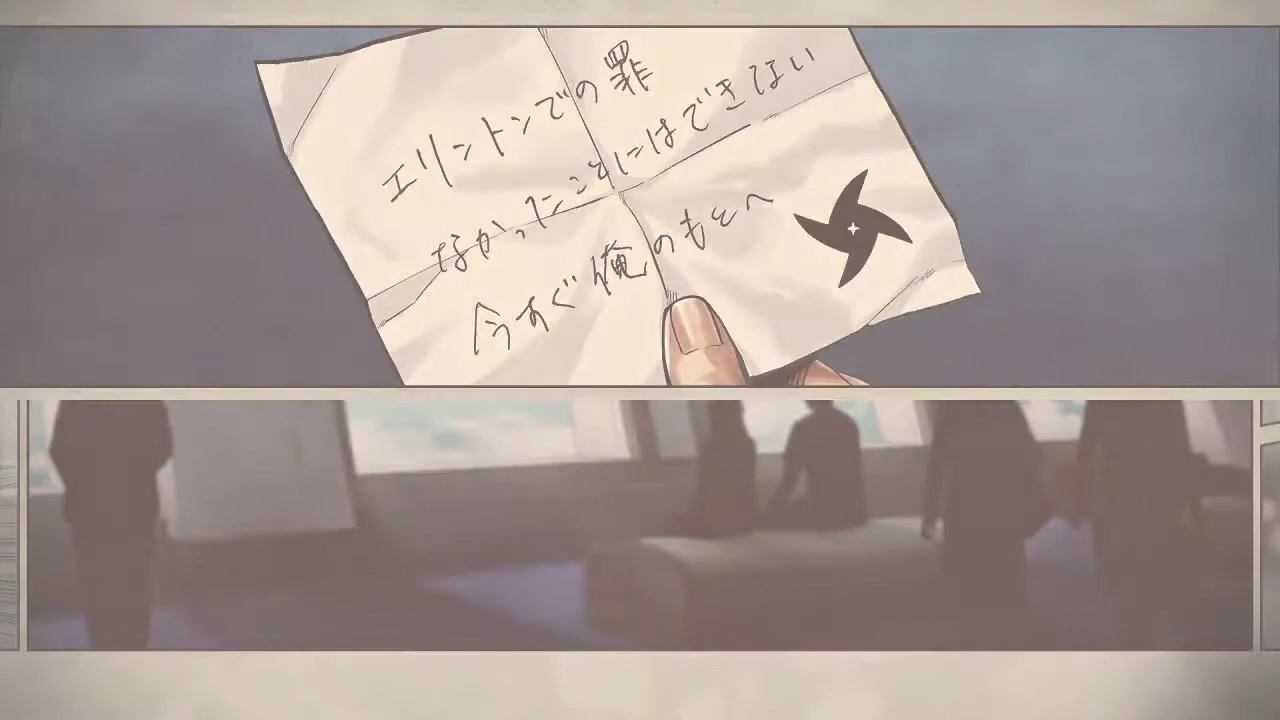 エリントンでの罪
なかったことにはできない
今すぐ俺のもとへ